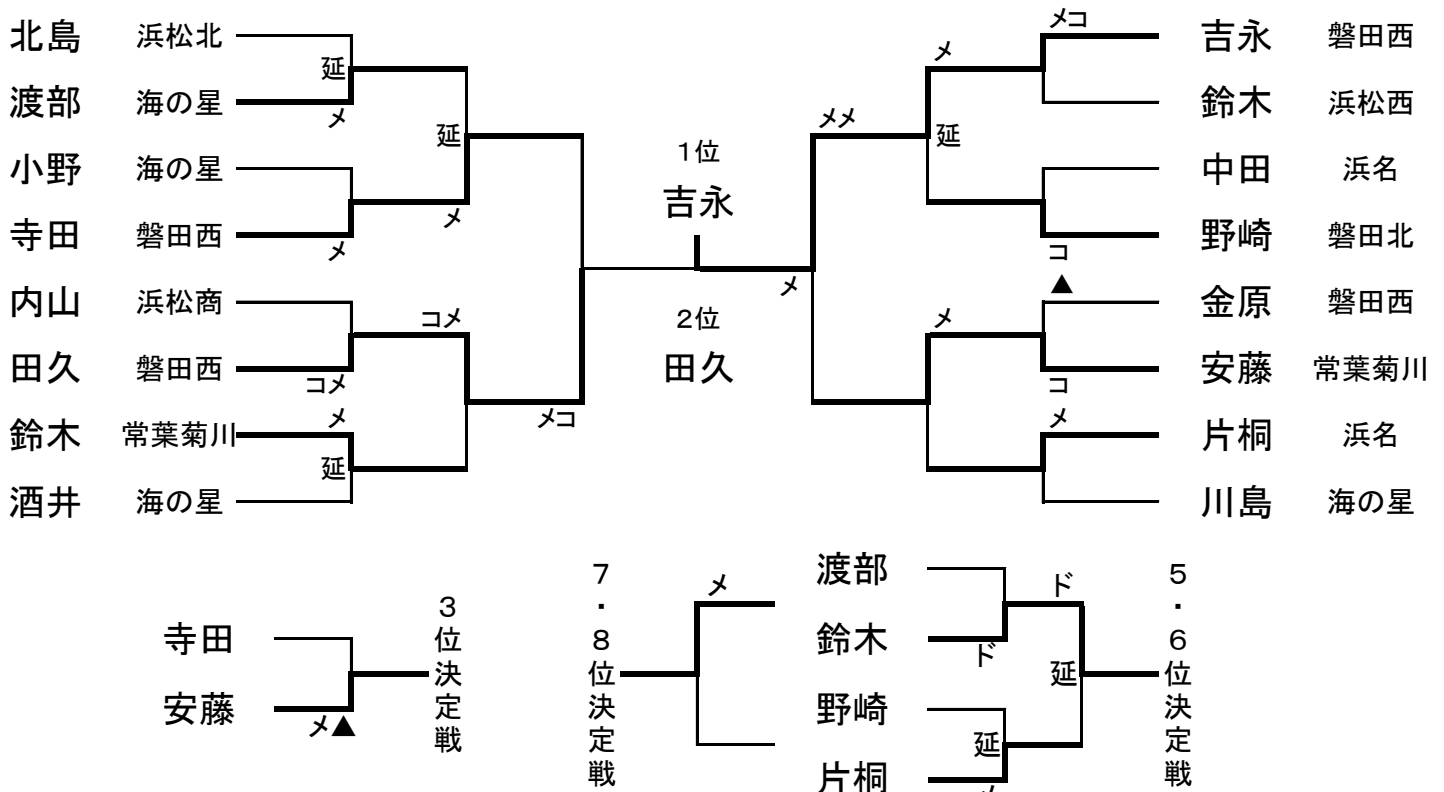 北島 浜松北
延
渡部 海の星
メ
延
小野 海の星
寺田 磐田西
メ
メ
内山 浜松商
コメ
田久 磐田西
コメ
メコ
鈴木 常葉菊川
メ
延
酒井 海の星
1位
吉永
メ
2位
田久
メコ
吉永 磐田西
メ
鈴木 浜松西
メメ
延
中田 浜名
野崎 磐田北
コ
▲
金原 磐田西
メ
安藤 常葉菊川
コ
メ
片桐 浜名
川島 海の星
寺田
安藤
メ▲
3位決定戦
7・8位決定戦
メ
渡部
鈴木
ド
野崎
延
片桐
ド
延
5・6位決定戦